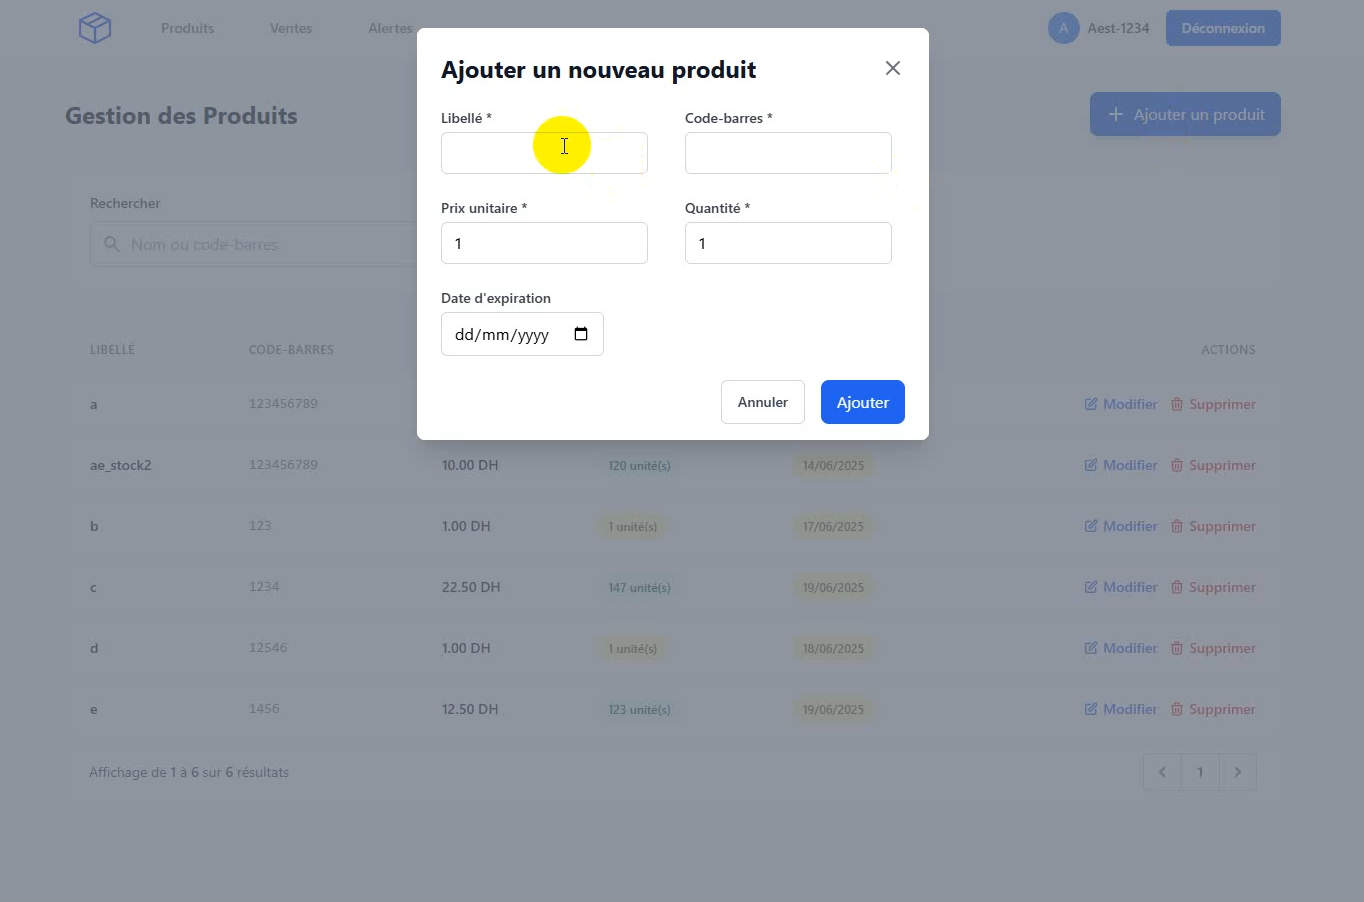 Produits Ventes Alertes A Aest-1234 Déconnexion
Ajouter un nouveau produit
Gestion des Produits
Ajouter un produit
Libellé * Code-barres *
Rechercher
Nom ou code-barres
Prix unitaire * Quantité *
1 1
Date d'expiration
dd/mm/yyyy
LIBELLÉ CODE-BARRES ACTIONS
Annuler Ajouter
a 123456789 Modifier Supprimer
ae_stock2 123456789 10.00 DH 120 unité(s) 14/06/2025 Modifier Supprimer
b 123 1.00 DH 1 unité(s) 17/06/2025 Modifier Supprimer
c 1234 22.50 DH 147 unité(s) 19/06/2025 Modifier Supprimer
d 12546 1.00 DH 1 unité(s) 18/06/2025 Modifier Supprimer
e 1456 12.50 DH 123 unité(s) 19/06/2025 Modifier Supprimer
Affichage de 1 à 6 sur 6 résultats 1